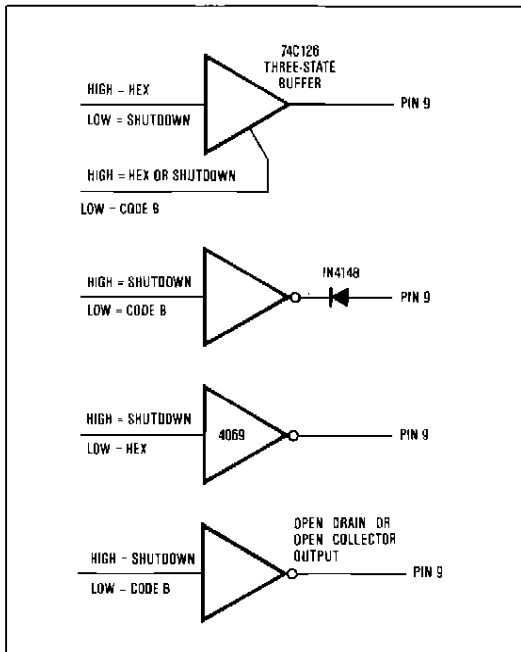 74C126
THREE-STATE
BUFFER
HIGH – HEX
LOW = SHUTDOWN
PIN 9
HIGH = HEX OR SHUTDOWN
LOW – CODE B
HIGH = SHUTDOWN
LOW = CODE B
IN4148
PIN 9
HIGH – SHUTDOWN
LOW – HEX
4069
PIN 9
OPEN DRAIN OR
OPEN COLLECTOR
OUTPUT
HIGH – SHUTDOWN
LOW – CODE B
PIN 9